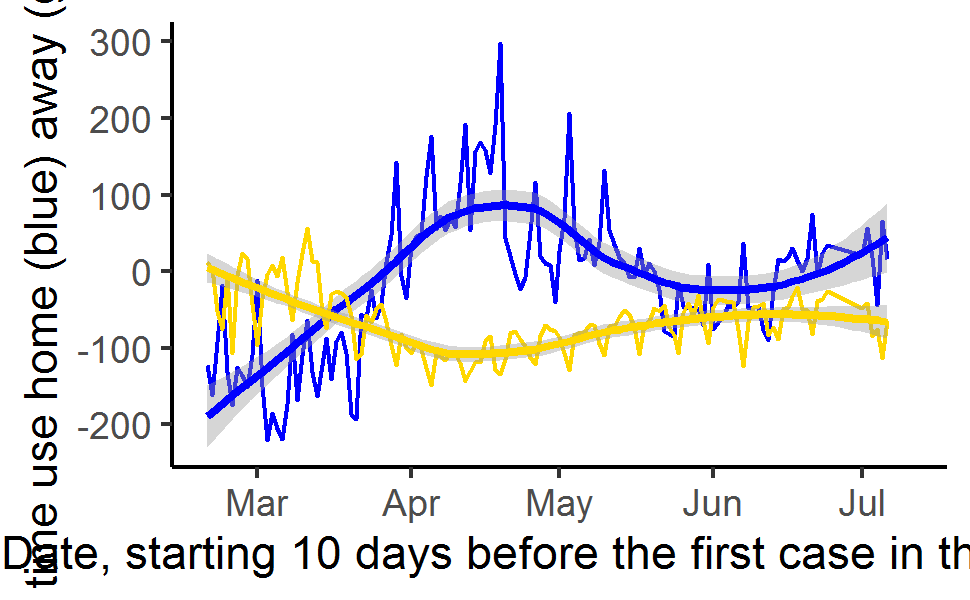 time use home (blue) away (
300
200
100
0
-100
-200
Mar Apr May Jun Jul
Date, starting 10 days before the first case in th